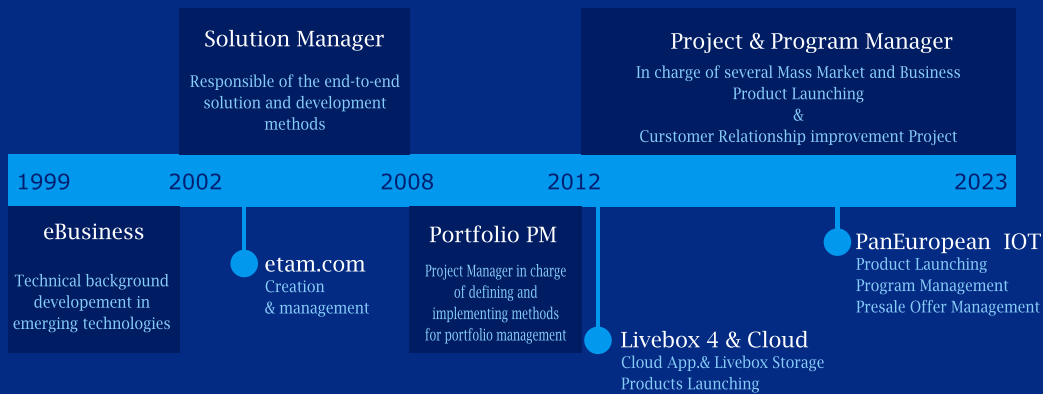 Solution Manager
Responsible of the end-to-end
solution and development
methods
Project & Program Manager
In charge of several Mass Market and Business
Product Launching
&
Curstomer Relationship improvement Project
1999
2002
2008
2012
2023
eBusiness
Technical background
developement in
emerging technologies
etam.com
Creation
& management
Portfolio PM
Project Manager in charge
of defining and
implementing methods
for portfolio management
Livebox 4 & Cloud
Cloud App.& Livebox Storage
Products Launching
PanEuropean IOT
Product Launching
Program Management
Presale Offer Management